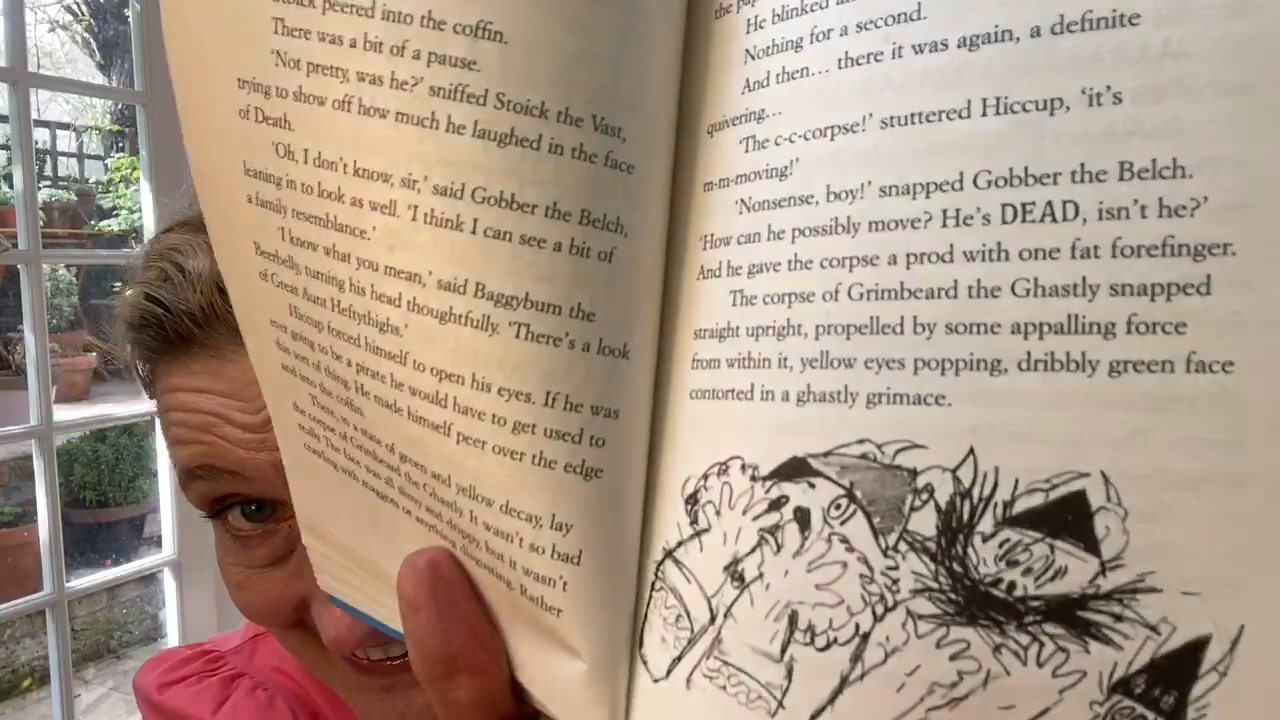 peered into the coffin.
There was a bit of a pause.
'Not pretty, was he?' sniffed Stoick the Vast,
trying to show off how much he laughed in the face
of Death.
'Oh, I don't know, sir,' said Gobber the Belch,
leaning in to look as well. 'I think I can see a bit of
a family resemblance.'
'I know what you mean,' said Baggybum the
Beerbelly, turning his head thoughtfully. 'There's a look
of Great Aunt Heftythighs.'
Hiccup forced himself to open his eyes. If he was
ever going to be a pirate he would have to get used to
this sort of thing. He made himself peer over the edge
and into the coffin.
There, in a state of green and yellow decay, lay
the corpse of Grimbeard the Ghastly. It wasn't so bad
really. The face was all slimy and drippy, but it wasn't
crawling with maggots or anything disgusting. Rather
the
He blinked
Nothing for a second.
And then... there it was again, a definite
quivering...
'The c-c-corpse!' stuttered Hiccup, 'it's
m-m-moving!'
'Nonsense, boy!' snapped Gobber the Belch.
'How can he possibly move? He's DEAD, isn't he?'
And he gave the corpse a prod with one fat forefinger.
The corpse of Grimbeard the Ghastly snapped
straight upright, propelled by some appalling force
from within it, yellow eyes popping, dribbly green face
contorted in a ghastly grimace.